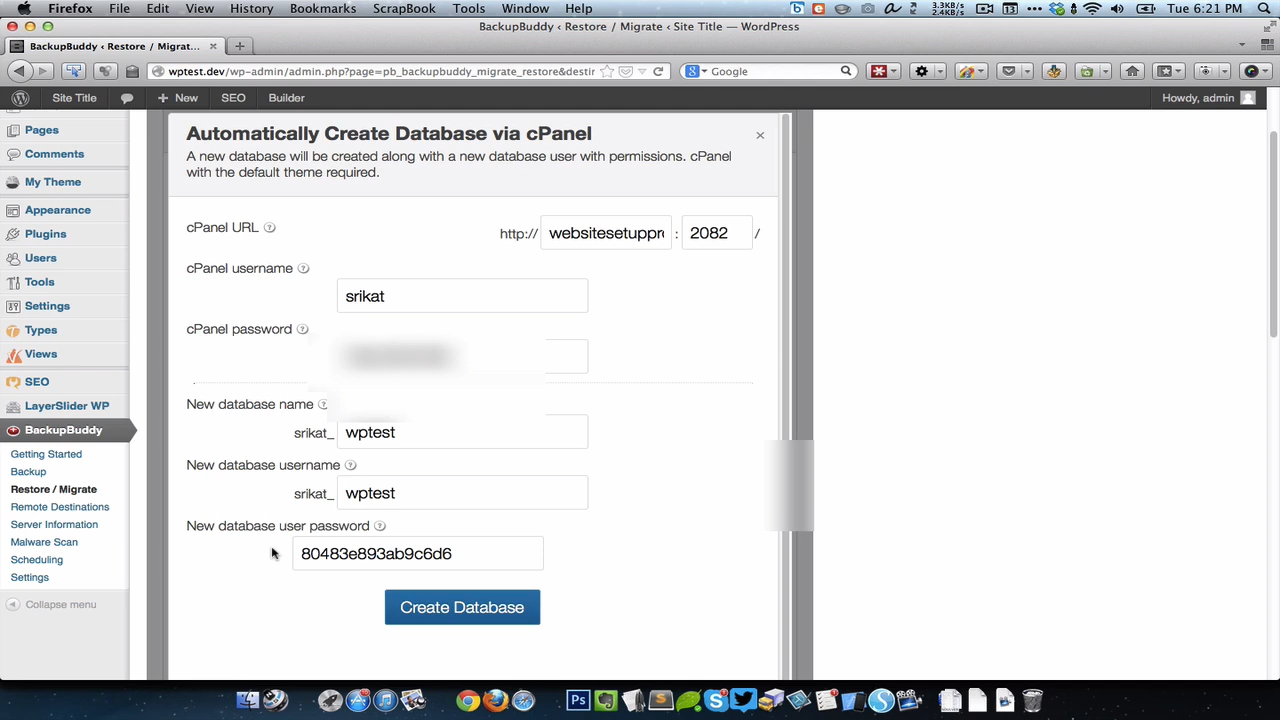 Firefox File Edit View History Bookmarks ScrapBook Tools Window Help 3.3KB/s 2.4KB/s Tue 6:21 PM
BackupBuddy ‹ Restore / Migrate ‹ Site Title — WordPress
BackupBuddy ‹ Restore / Migrat...
wptest.dev/wp-admin/admin.php?page=pb_backupbuddy_migrate_restore&destir Google
Site Title + New SEO Builder Howdy, admin
Pages
Comments
My Theme
Appearance
Plugins
Users
Tools
Settings
Types
Views
SEO
LayerSlider WP
BackupBuddy
Getting Started
Backup
Restore / Migrate
Remote Destinations
Server Information
Malware Scan
Scheduling
Settings
Collapse menu
Automatically Create Database via cPanel ×
A new database will be created along with a new database user with permissions. cPanel
with the default theme required.
cPanel URL ? http:// websitesetuppro : 2082 /
cPanel username ?
srikat
cPanel password ?
New database name ?
srikat_ wptest
New database username ?
srikat_ wptest
New database user password ?
80483e893ab9c6d6
Create Database